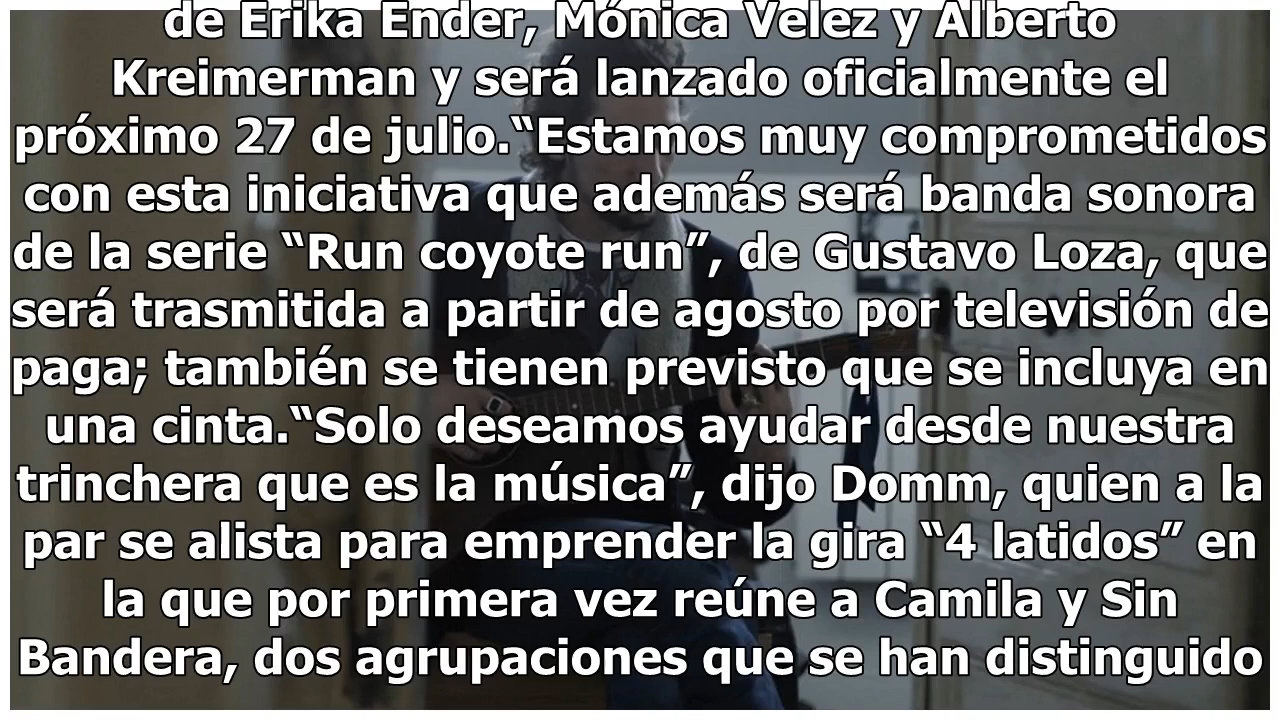 de Erika Ender, Mónica Velez y Alberto
Kreimerman y será lanzado oficialmente el
próximo 27 de julio.“Estamos muy comprometidos
con esta iniciativa que además será banda sonora
de la serie “Run coyote run”, de Gustavo Loza, que
será trasmitida a partir de agosto por televisión de
paga; también se tienen previsto que se incluya en
una cinta.“Solo deseamos ayudar desde nuestra
trinchera que es la música”, dijo Domm, quien a la
par se alista para emprender la gira “4 latidos” en
la que por primera vez reúne a Camila y Sin
Bandera, dos agrupaciones que se han distinguido